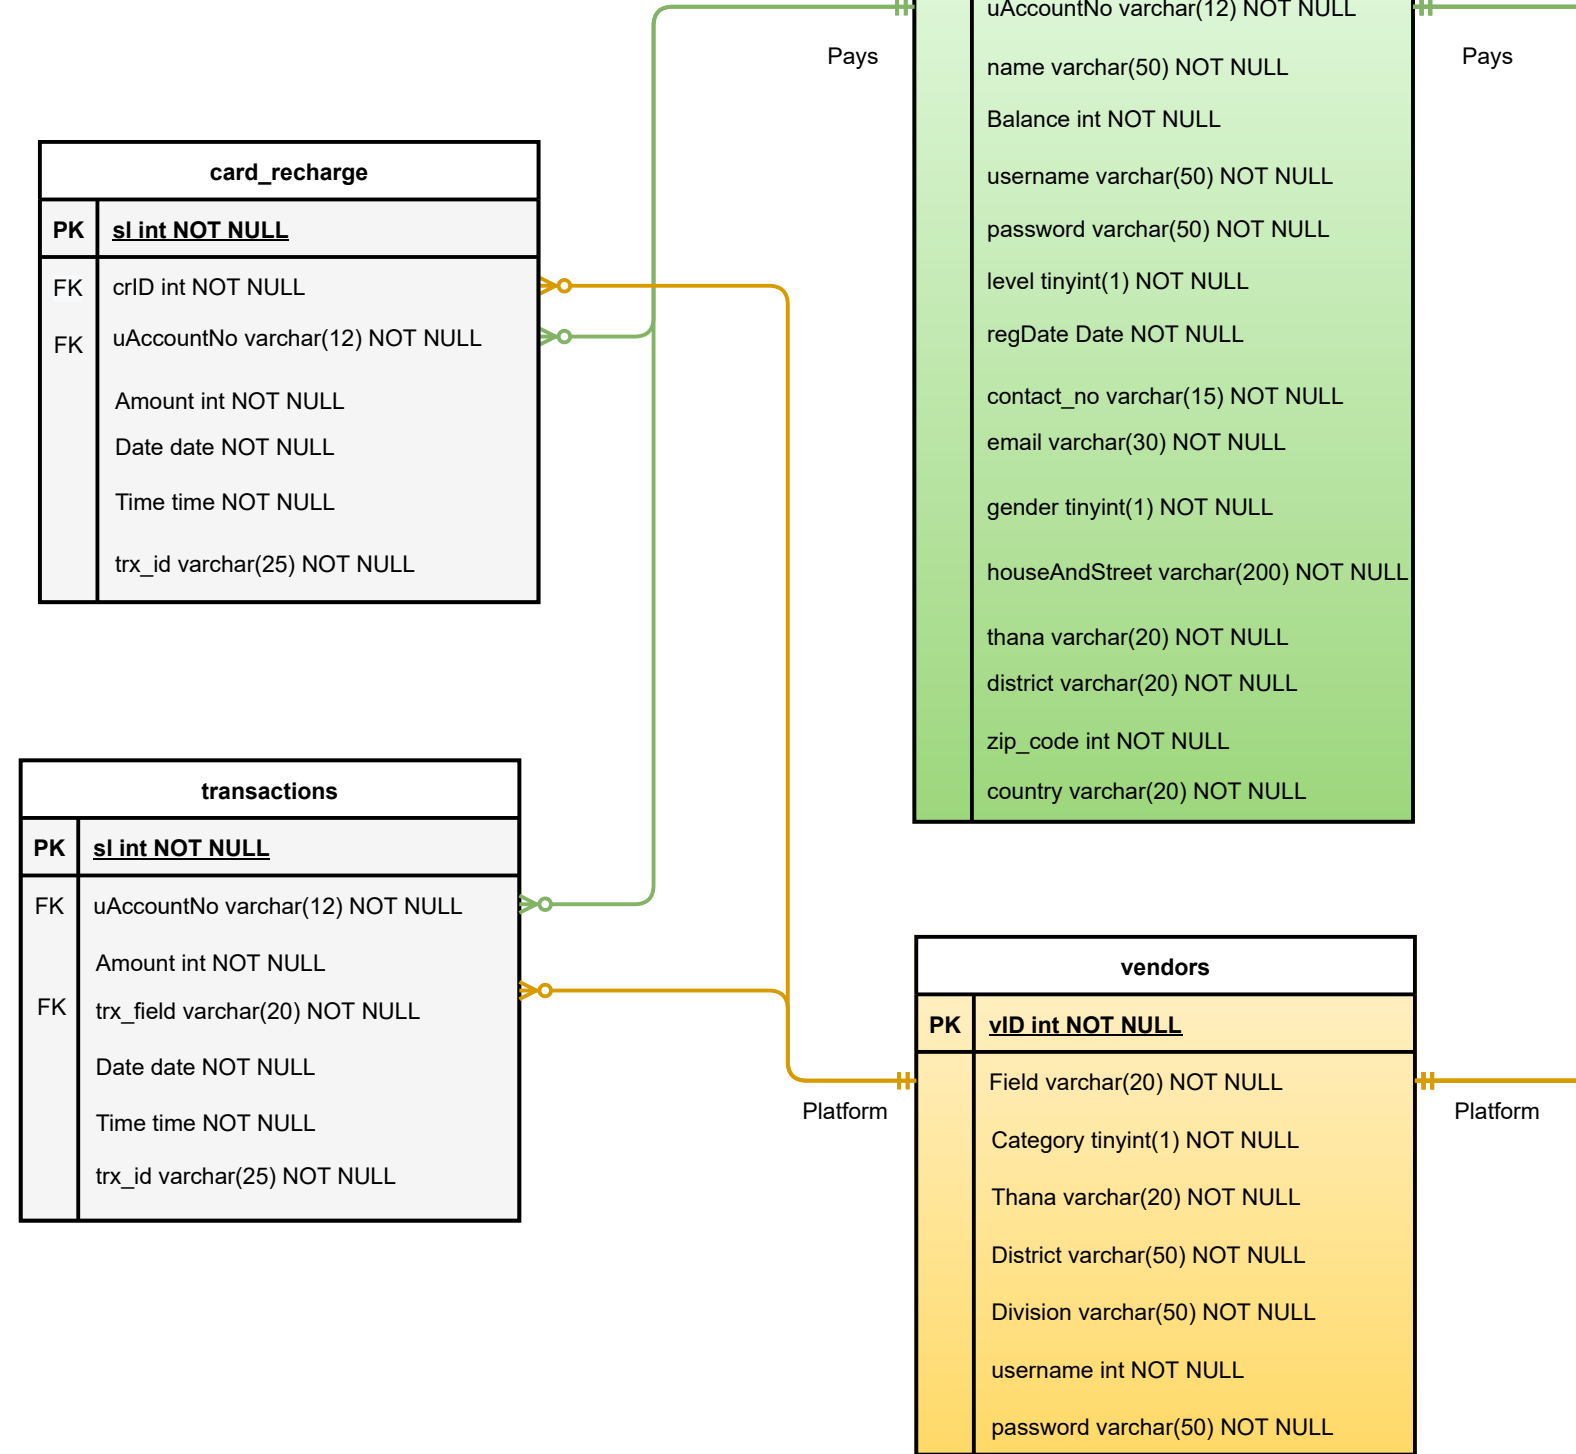 uAccountNo varchar(12) NOT NULL
Pays
Pays
name varchar(50) NOT NULL
Balance int NOT NULL
username varchar(50) NOT NULL
password varchar(50) NOT NULL
level tinyint(1) NOT NULL
regDate Date NOT NULL
contact_no varchar(15) NOT NULL
email varchar(30) NOT NULL
gender tinyint(1) NOT NULL
houseAndStreet varchar(200) NOT NULL
thana varchar(20) NOT NULL
district varchar(20) NOT NULL
zip_code int NOT NULL
country varchar(20) NOT NULL
card_recharge
PK sl int NOT NULL
FK crID int NOT NULL
FK uAccountNo varchar(12) NOT NULL
Amount int NOT NULL
Date date NOT NULL
Time time NOT NULL
trx_id varchar(25) NOT NULL
transactions
PK sl int NOT NULL
FK uAccountNo varchar(12) NOT NULL
Amount int NOT NULL
FK trx_field varchar(20) NOT NULL
Date date NOT NULL
Time time NOT NULL
trx_id varchar(25) NOT NULL
vendors
PK vID int NOT NULL
Field varchar(20) NOT NULL
Platform
Platform
Category tinyint(1) NOT NULL
Thana varchar(20) NOT NULL
District varchar(50) NOT NULL
Division varchar(50) NOT NULL
username int NOT NULL
password varchar(50) NOT NULL